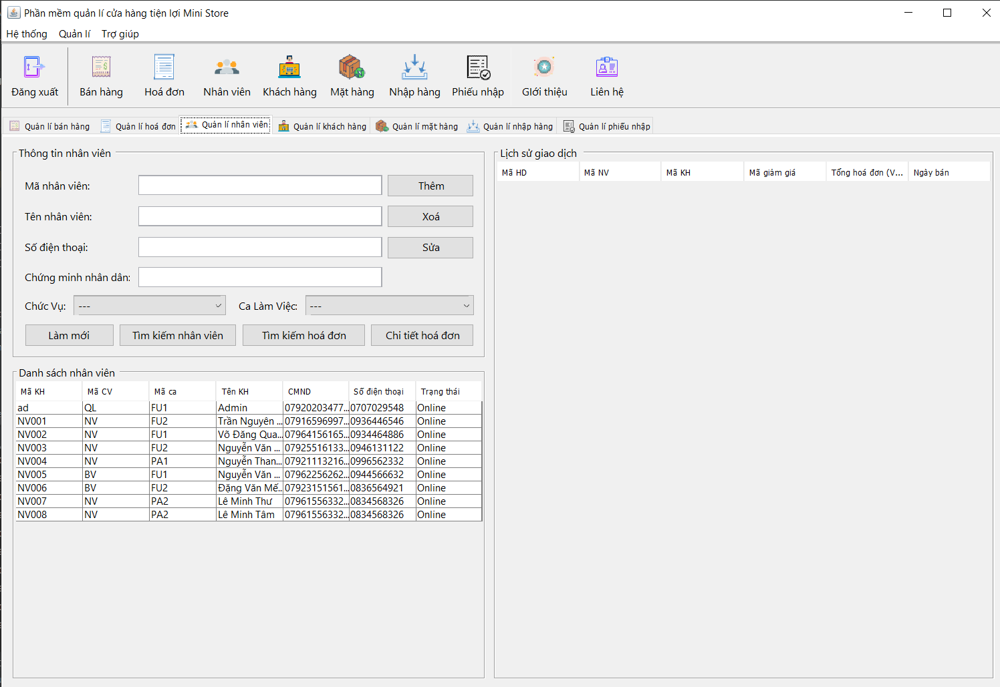 Phần mềm quản lí cửa hàng tiện lợi Mini Store
Hệ thống Quản lí Trợ giúp
Đăng xuất Bán hàng Hoá đơn Nhân viên Khách hàng Mặt hàng Nhập hàng Phiếu nhập GIới thiệu Liên hệ
Quản lí bán hàng Quản lí hoá đơn Quản lí nhân viên Quản lí khách hàng Quản lí mặt hàng Quản lí nhập hàng Quản lí phiếu nhập
Thông tin nhân viên
Mã nhân viên: Thêm
Tên nhân viên: Xoá
Số điện thoại: Sửa
Chứng minh nhân dân:
Chức Vụ: --- Ca Làm Việc: ---
Làm mới Tìm kiếm nhân viên Tìm kiếm hoá đơn Chi tiết hoá đơn
Danh sách nhân viên
Mã KH Mã CV Mã ca Tên KH CMND Số điện thoại Trạng thái
ad QL FU1 Admin 07920203477... 0707029548 Online
NV001 NV FU2 Trần Nguyên ... 07916596997... 0936446546 Online
NV002 NV FU1 Võ Đăng Qua... 07964156165... 0934464886 Online
NV003 NV FU2 Nguyễn Văn ... 07925516133... 0946131122 Online
NV004 NV PA1 Nguyễn Than... 07921113216... 0996562332 Online
NV005 BV FU1 Nguyễn Văn ... 07962256262... 0944566632 Online
NV006 BV FU2 Đặng Văn Mế... 07923151561... 0836564921 Online
NV007 NV PA2 Lê Minh Thư 07961556332... 0834568326 Online
NV008 NV PA2 Lê Minh Tâm 07961556332... 0834568326 Online
Lịch sử giao dịch
Mã HD Mã NV Mã KH Mã giảm giá Tổng hoá đơn (V... Ngày bán